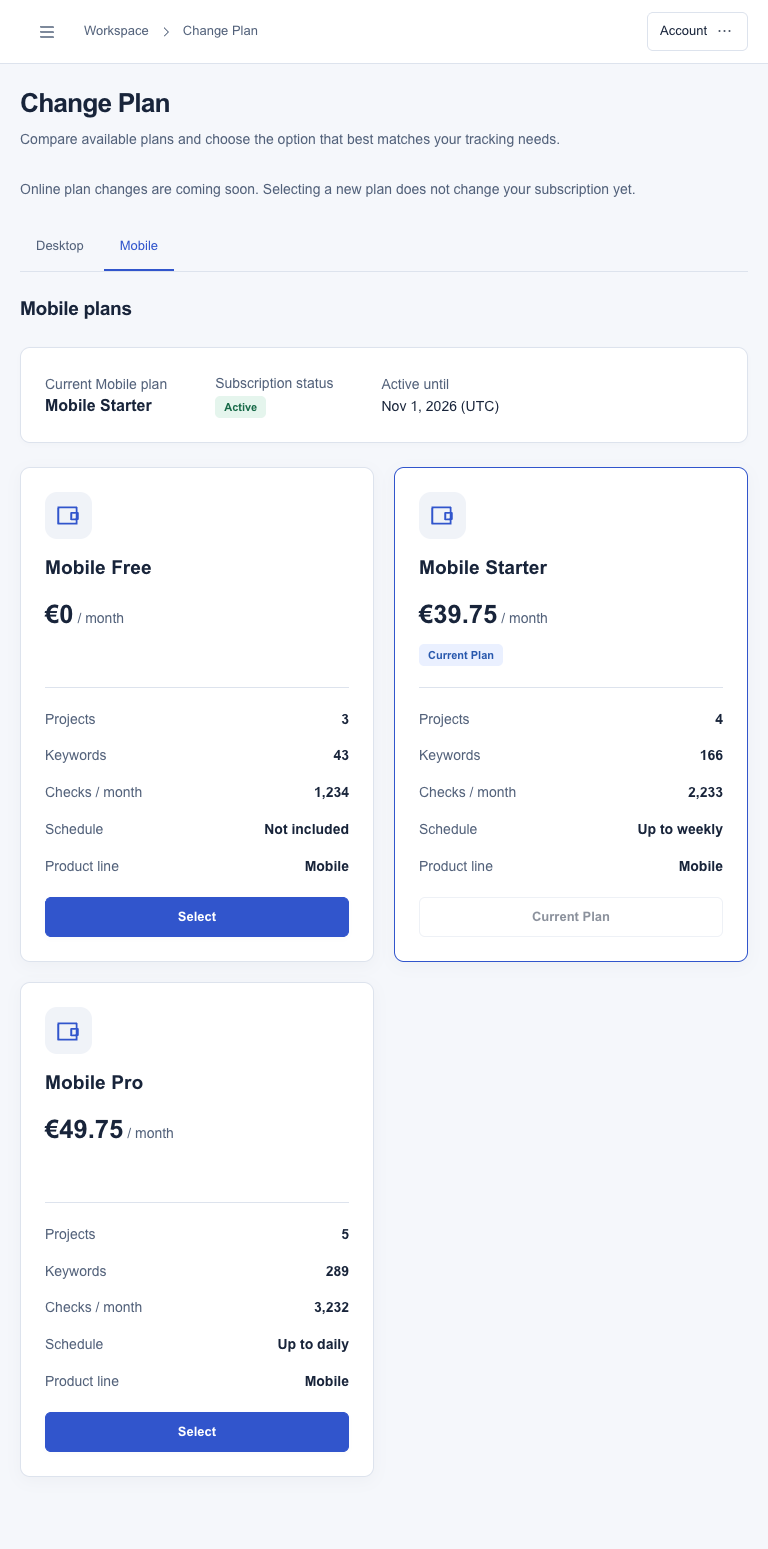 Workspace > Change Plan
Account ···
Change Plan
Compare available plans and choose the option that best matches your tracking needs.
Online plan changes are coming soon. Selecting a new plan does not change your subscription yet.
Desktop Mobile
Mobile plans
Current Mobile plan
Mobile Starter
Subscription status
Active
Active until
Nov 1, 2026 (UTC)
Mobile Free
€0 / month
Projects 3
Keywords 43
Checks / month 1,234
Schedule Not included
Product line Mobile
Select
Mobile Starter
€39.75 / month
Current Plan
Projects 4
Keywords 166
Checks / month 2,233
Schedule Up to weekly
Product line Mobile
Current Plan
Mobile Pro
€49.75 / month
Projects 5
Keywords 289
Checks / month 3,232
Schedule Up to daily
Product line Mobile
Select